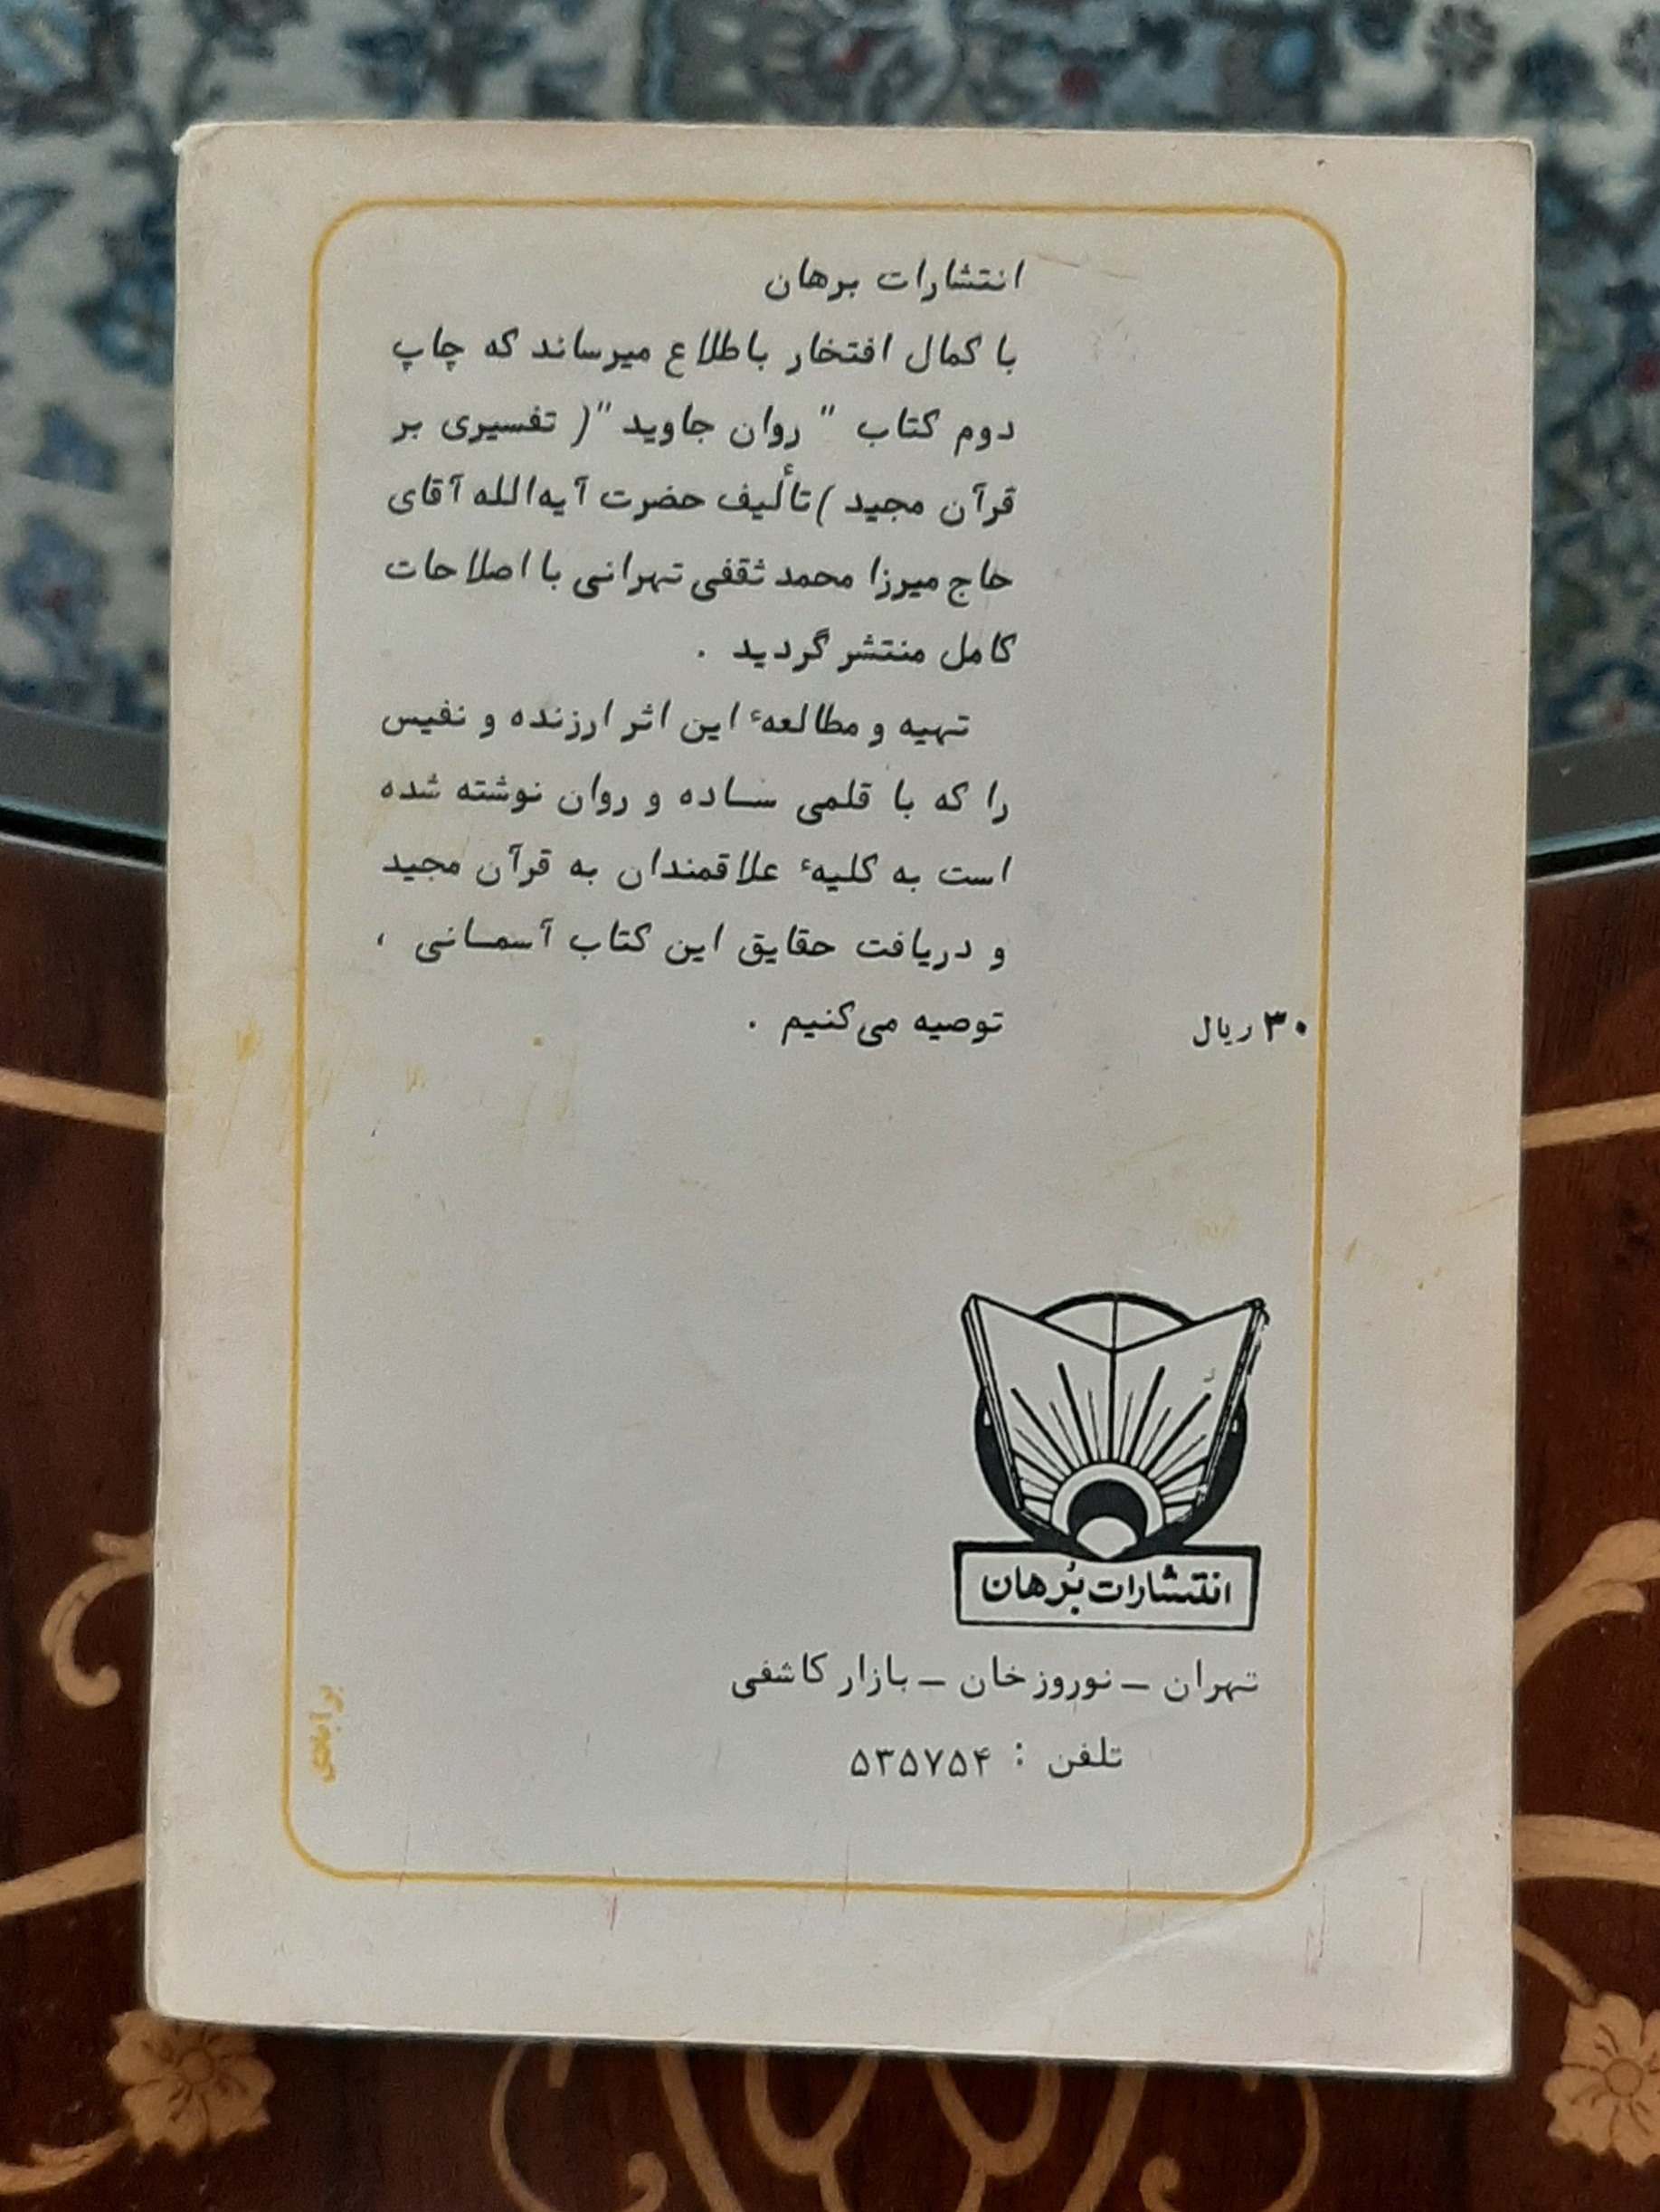 انتشارات برهان
با کمال افتخار باطلاع میرساند که چاپ
دوم کتاب " روان جاوید "( تفسیری بر
قرآن مجید )تألیف حضرت آیه‌الله آقای
حاج میرزا محمد ثقفی تهرانی با اصلاحات
کامل منتشر گردید .
تهیه و مطالعهٔ این اثر ارزنده و نفیس
را که با قلمی ساده و روان نوشته شده
است به کلیهٔ علاقمندان به قرآن مجید
و دریافت حقایق این کتاب آسمانی ،
توصیه می‌کنیم .
۳۰ ریال
انتشارات بُرهان
تهران – نوروزخان – بازار کاشفی
تلفن : ۵۳۵۷۵۴